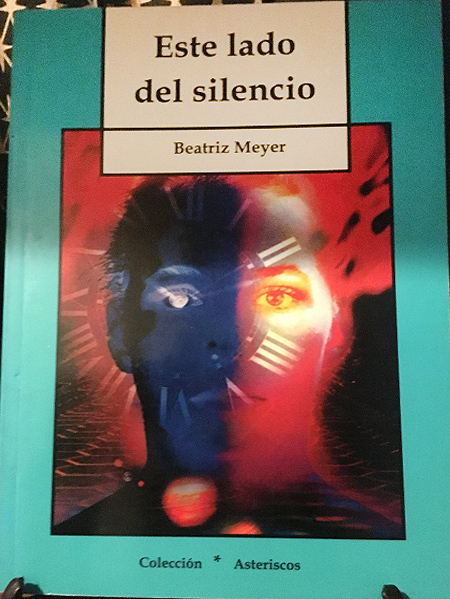 Este lado
del silencio
Beatriz Meyer
Colección * Asteriscos